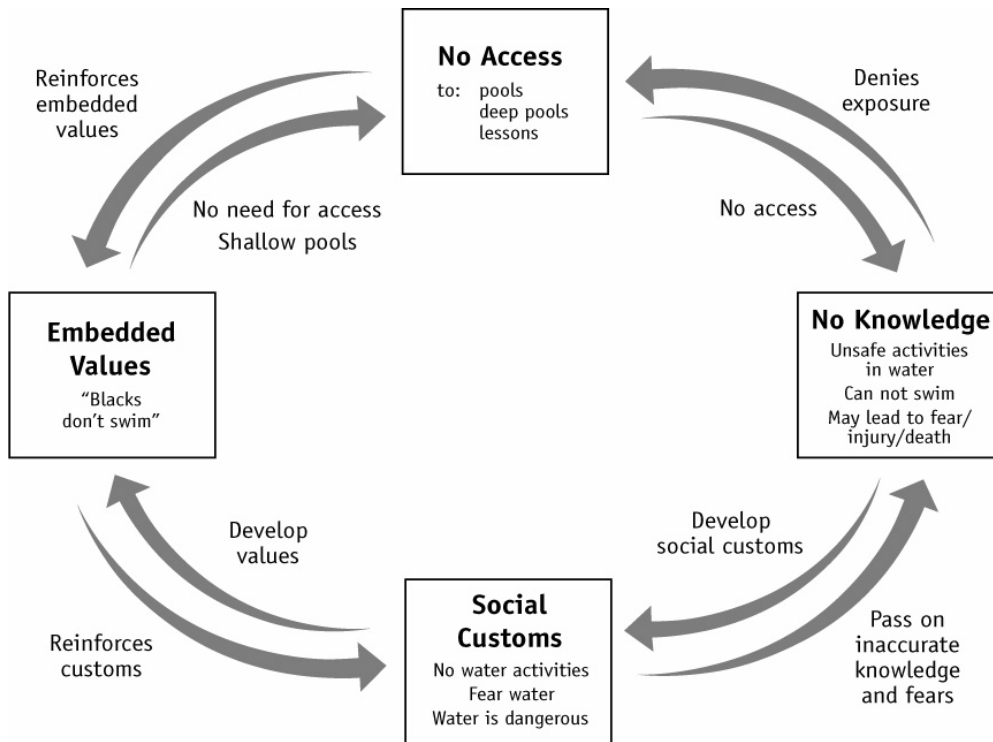 No Access
to: pools
deep pools
lessons
Reinforces
embedded
values
Denies
exposure
No need for access
Shallow pools
No access
Embedded
Values
“Blacks
don’t swim”
No Knowledge
Unsafe activities
in water
Can not swim
May lead to fear/
injury/death
Develop
values
Develop
social customs
Reinforces
customs
Social
Customs
No water activities
Fear water
Water is dangerous
Pass on
inaccurate
knowledge
and fears